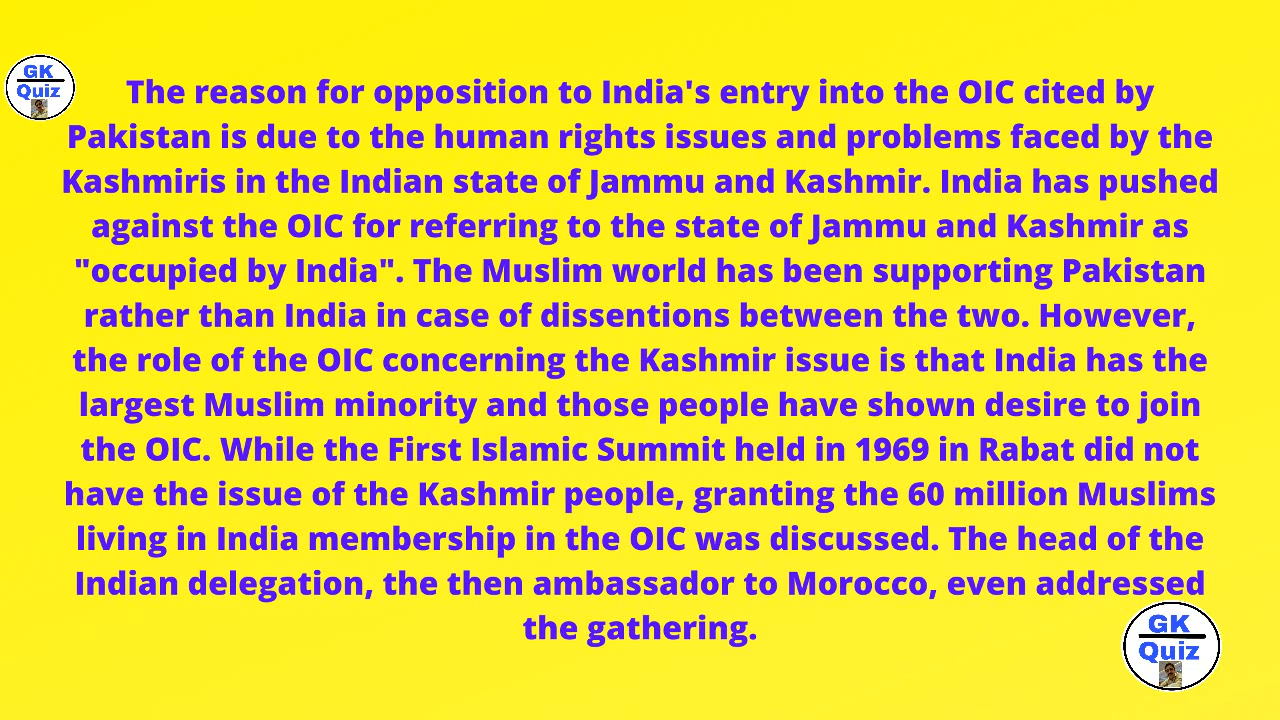 GK
Quiz
The reason for opposition to India's entry into the OIC cited by
Pakistan is due to the human rights issues and problems faced by the
Kashmiris in the Indian state of Jammu and Kashmir. India has pushed
against the OIC for referring to the state of Jammu and Kashmir as
"occupied by India". The Muslim world has been supporting Pakistan
rather than India in case of dissentions between the two. However,
the role of the OIC concerning the Kashmir issue is that India has the
largest Muslim minority and those people have shown desire to join
the OIC. While the First Islamic Summit held in 1969 in Rabat did not
have the issue of the Kashmir people, granting the 60 million Muslims
living in India membership in the OIC was discussed. The head of the
Indian delegation, the then ambassador to Morocco, even addressed
the gathering.
GK
Quiz